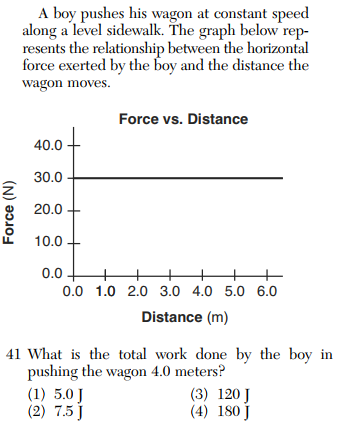 A boy pushes his wagon at constant speed
along a level sidewalk. The graph below rep-
resents the relationship between the horizontal
force exerted by the boy and the distance the
wagon moves.
Force vs. Distance
Force (N)
40.0
30.0
20.0
10.0
0.0
0.0 1.0 2.0 3.0 4.0 5.0 6.0
Distance (m)
41 What is the total work done by the boy in
pushing the wagon 4.0 meters?
(1) 5.0 J (3) 120 J
(2) 7.5 J (4) 180 J